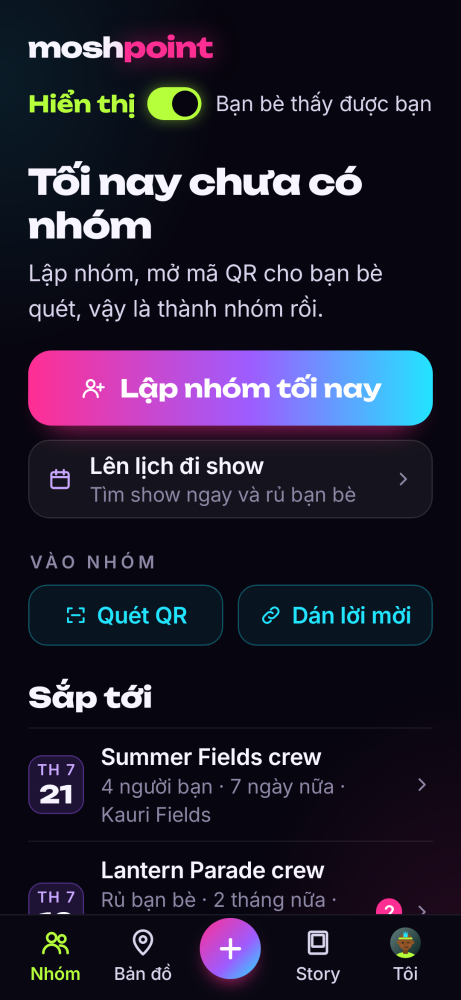 moshpoint
Hiển thị
Bạn bè thấy được bạn
Tối nay chưa có
nhóm
Lập nhóm, mở mã QR cho bạn bè
quét, vậy là thành nhóm rồi.
Lập nhóm tối nay
Lên lịch đi show
Tìm show ngay và rủ bạn bè
VÀO NHÓM
Quét QR
Dán lời mời
Sắp tới
TH 7
21
Summer Fields crew
4 người bạn · 7 ngày nữa ·
Kauri Fields
TH 7
Lantern Parade crew
Rủ bạn bè · 2 tháng nữa ·
2
Nhóm
Bản đồ
Story
Tôi